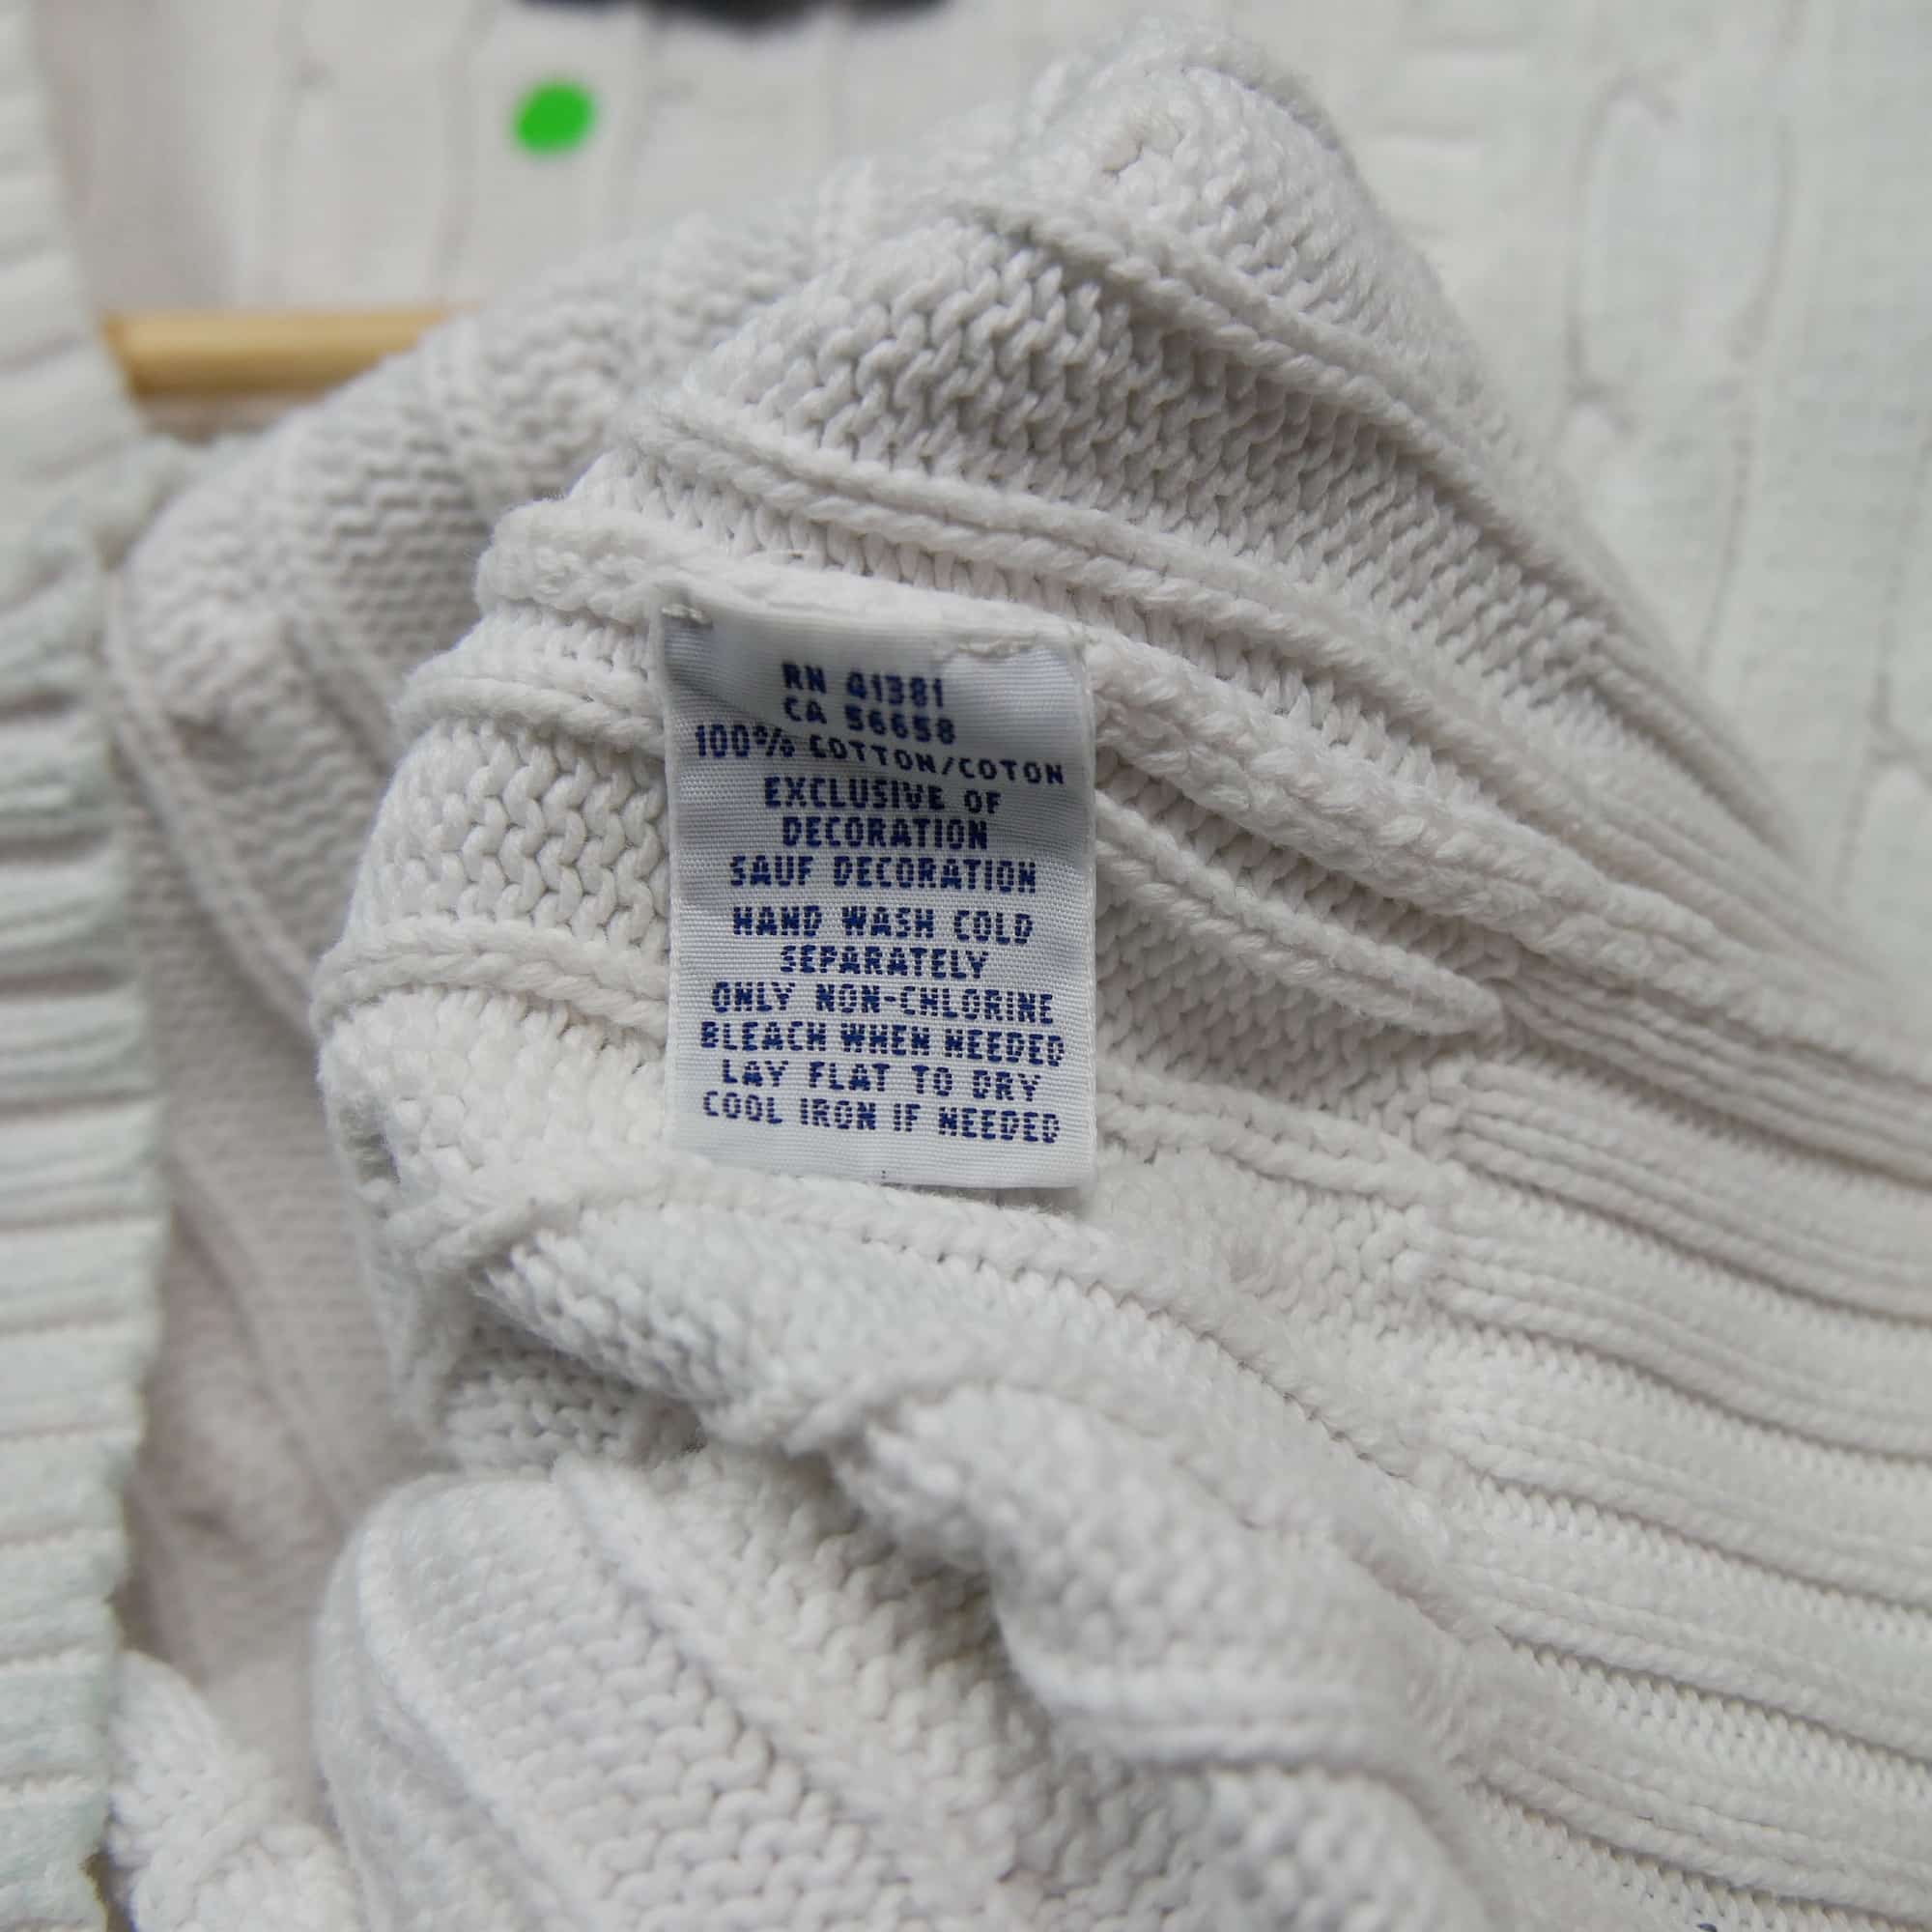 RN 41381
CA 56658
100% COTTON/COTON
EXCLUSIVE OF
DECORATION
SAUF DECORATION
HAND WASH COLD
SEPARATELY
ONLY NON-CHLORINE
BLEACH WHEN NEEDED
LAY FLAT TO DRY
COOL IRON IF NEEDED